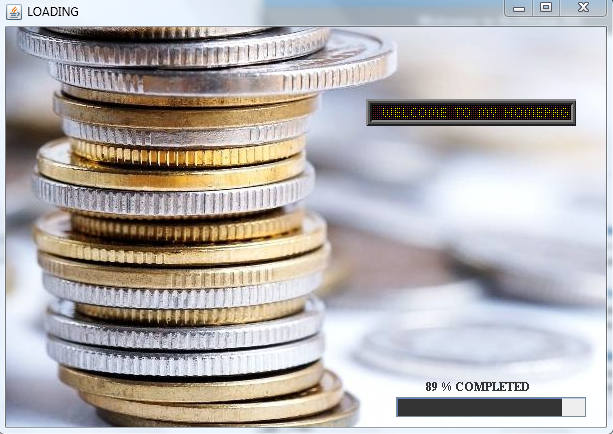 LOADING
WELCOME TO MY HOMEPAG
89 % COMPLETED